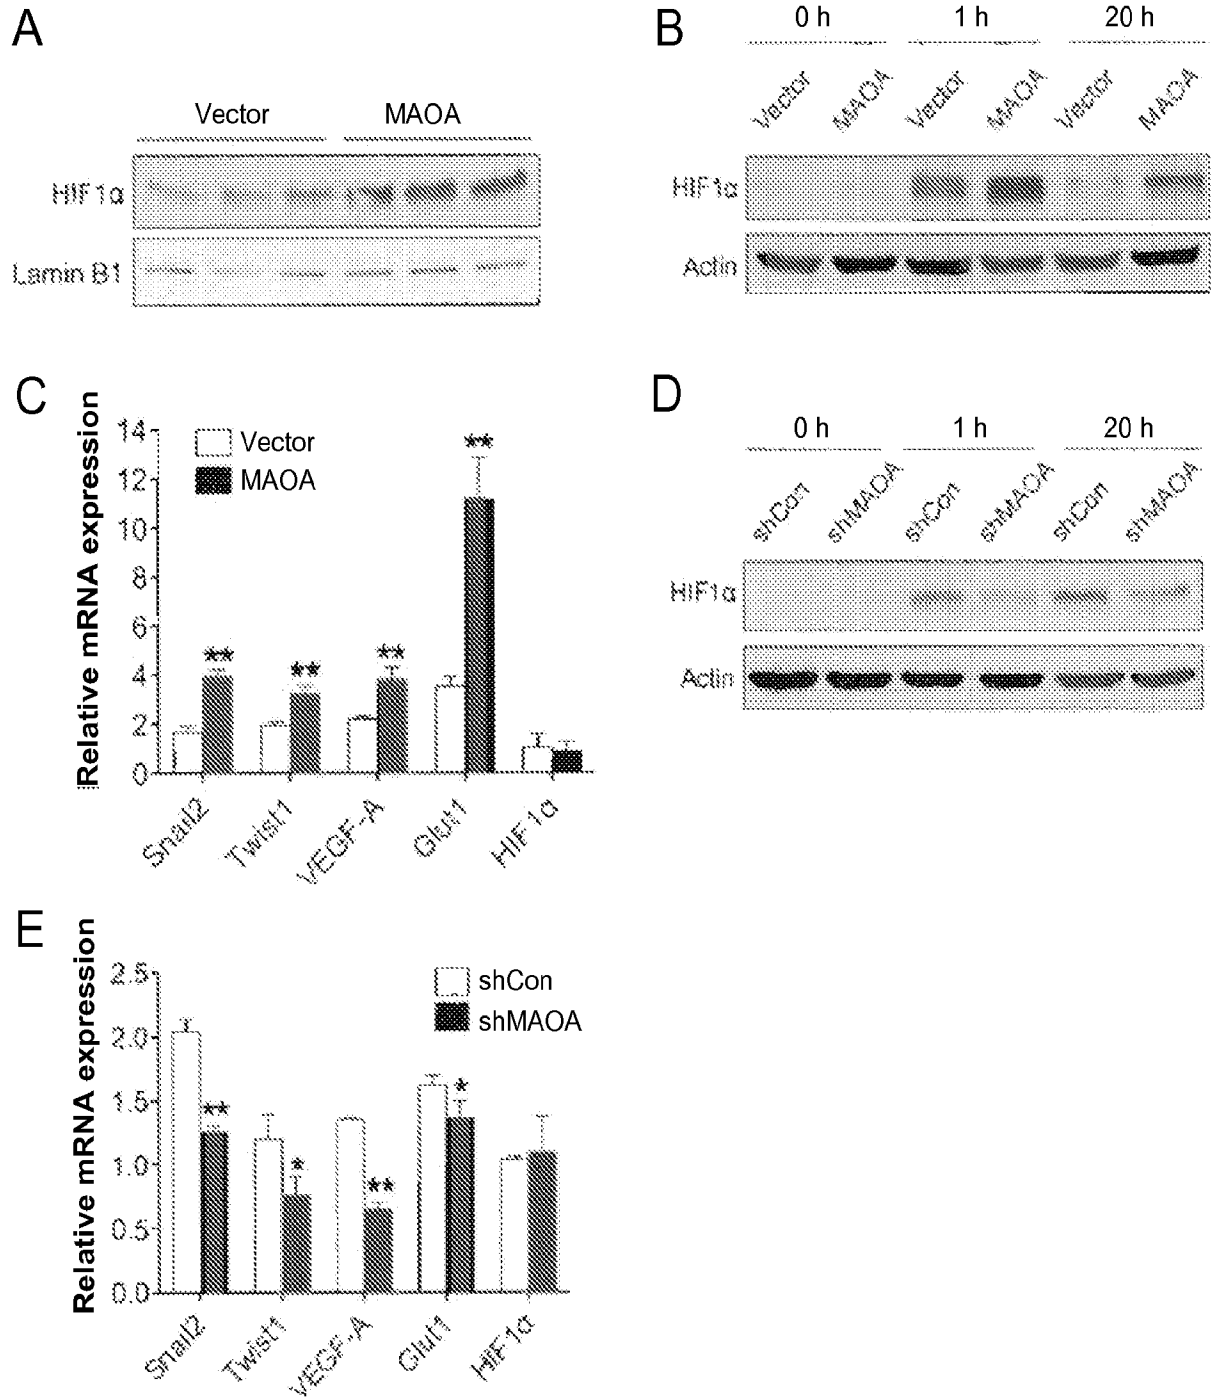 A
Vector MAOA
HIF1α
Lamin B1
B
0 h 1 h 20 h
Vector MAOA Vector MAOA Vector MAOA
HIF1α
Actin
C
Relative mRNA expression
14
12
10
8
6
4
2
0
Vector
MAOA
** ** ** **
Snail2 Twist1 VEGF-A Glut1 HIF1α
D
0 h 1 h 20 h
shCon shMAOA shCon shMAOA shCon shMAOA
HIF1α
Actin
E
Relative mRNA expression
2.5
2.0
1.5
1.0
0.5
0.0
shCon
shMAOA
** * ** *
Snail2 Twist1 VEGF-A Glut1 HIF1α